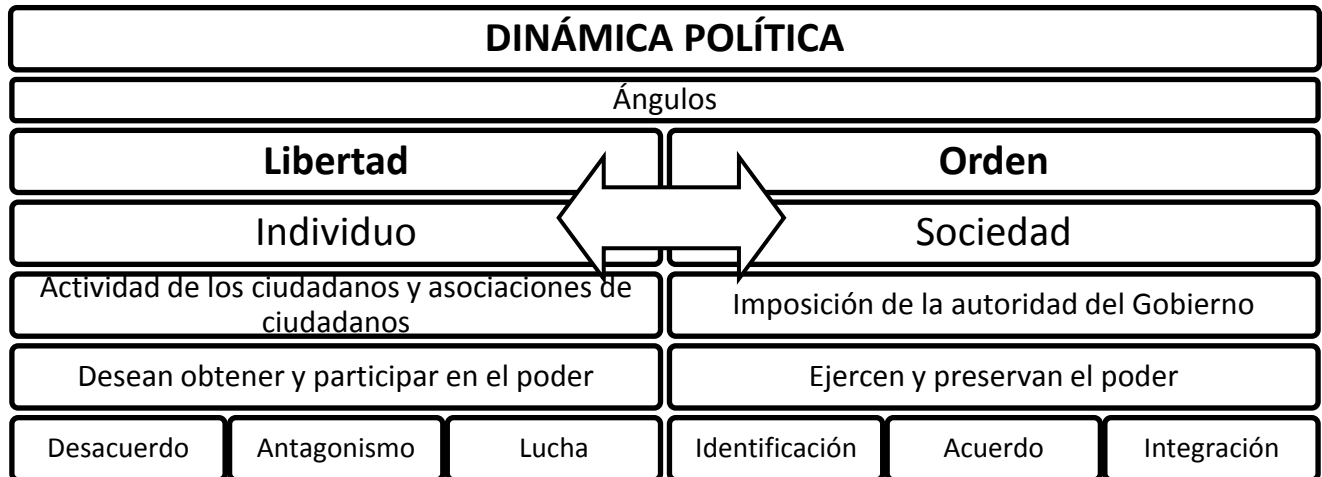 DINÁMICA POLÍTICA
Ángulos
Libertad
Orden
Individuo
Sociedad
Actividad de los ciudadanos y asociaciones de
ciudadanos
Imposición de la autoridad del Gobierno
Desean obtener y participar en el poder
Ejercen y preservan el poder
Desacuerdo
Antagonismo
Lucha
Identificación
Acuerdo
Integración